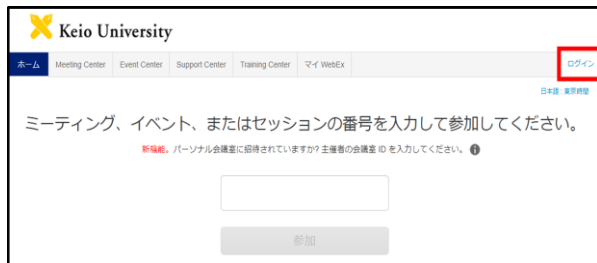 Keio University
ホーム Meeting Center Event Center Support Center Training Center マイ WebEx ログイン
日本語 : 東京時間
ミーティング、イベント、またはセッションの番号を入力して参加してください。
新機能。パーソナル会議室に招待されていますか? 主催者の会議室 ID を入力してください。
参加